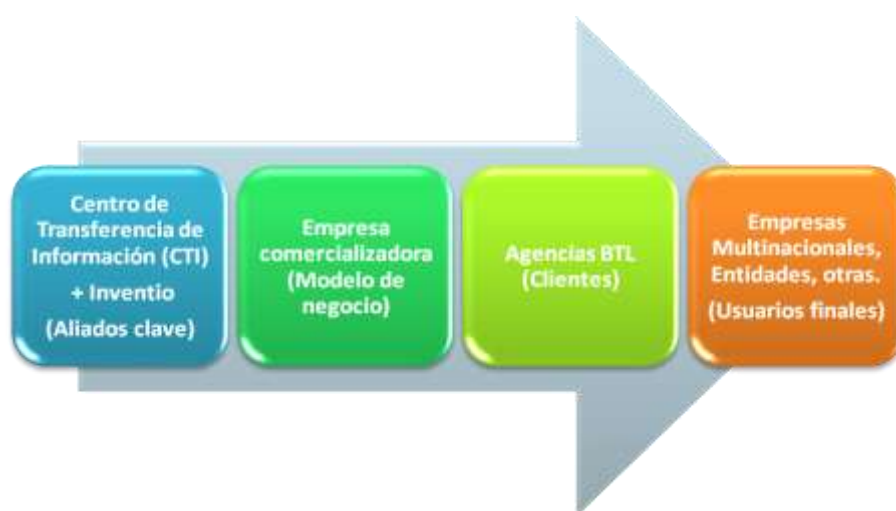 Centro de
Transferencia de
Información (CTI)
+ Inventio
(Aliados clave)
Empresa
comercializadora
(Modelo de
negocio)
Agencias BTL
(Clientes)
Empresas
Multinacionales,
Entidades, otras.
(Usuarios finales)